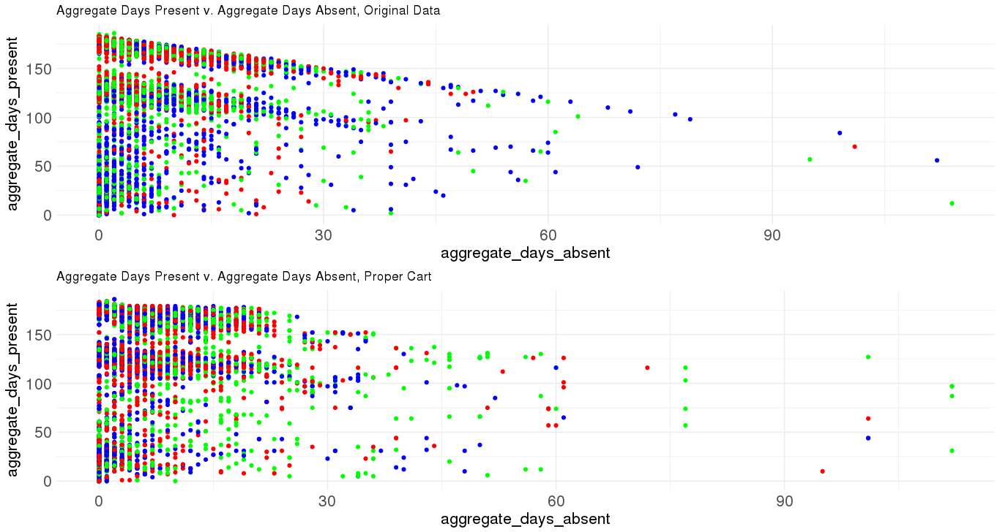 Aggregate Days Present v. Aggregate Days Absent, Original Data
aggregate_days_present
150
100
50
0
0 30 60 90
aggregate_days_absent
Aggregate Days Present v. Aggregate Days Absent, Proper Cart
aggregate_days_present
150
100
50
0
0 30 60 90
aggregate_days_absent